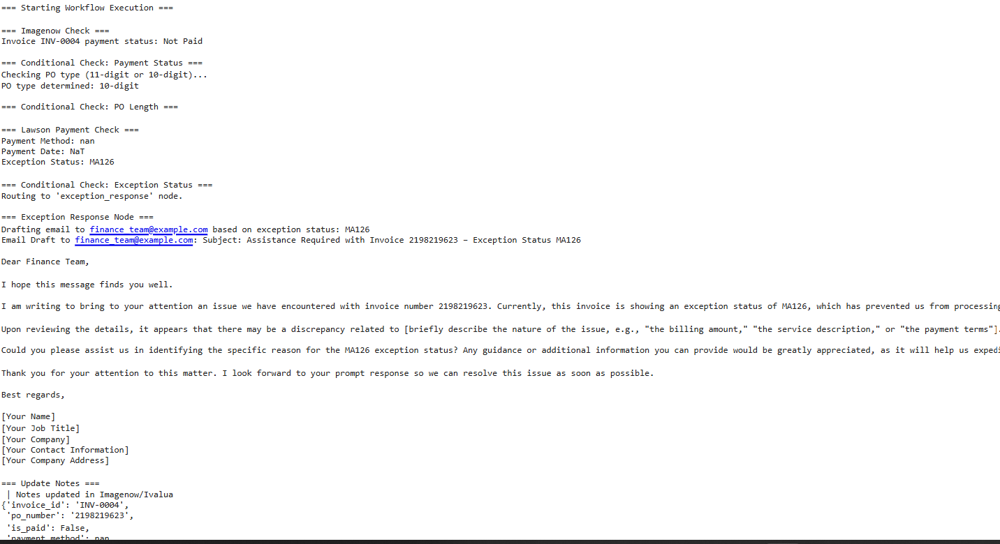 === Starting Workflow Execution ===
=== Imagenow Check ===
Invoice INV-0004 payment status: Not Paid
=== Conditional Check: Payment Status ===
Checking PO type (11-digit or 10-digit)...
PO type determined: 10-digit
=== Conditional Check: PO Length ===
=== Lawson Payment Check ===
Payment Method: nan
Payment Date: NaT
Exception Status: MA126
=== Conditional Check: Exception Status ===
Routing to 'exception_response' node.
=== Exception Response Node ===
Drafting email to finance_team@example.com based on exception status: MA126
Email Draft to finance_team@example.com: Subject: Assistance Required with Invoice 2198219623 – Exception Status MA126
Dear Finance Team,
I hope this message finds you well.
I am writing to bring to your attention an issue we have encountered with invoice number 2198219623. Currently, this invoice is showing an exception status of MA126, which has prevented us from processing
Upon reviewing the details, it appears that there may be a discrepancy related to [briefly describe the nature of the issue, e.g., "the billing amount," "the service description," or "the payment terms"].
Could you please assist us in identifying the specific reason for the MA126 exception status? Any guidance or additional information you can provide would be greatly appreciated, as it will help us expedi
Thank you for your attention to this matter. I look forward to your prompt response so we can resolve this issue as soon as possible.
Best regards,
[Your Name]
[Your Job Title]
[Your Company]
[Your Contact Information]
[Your Company Address]
=== Update Notes ===
| Notes updated in Imagenow/Ivalua
{'invoice_id': 'INV-0004',
'po_number': '2198219623',
'is_paid': False,
'payment_method': nan